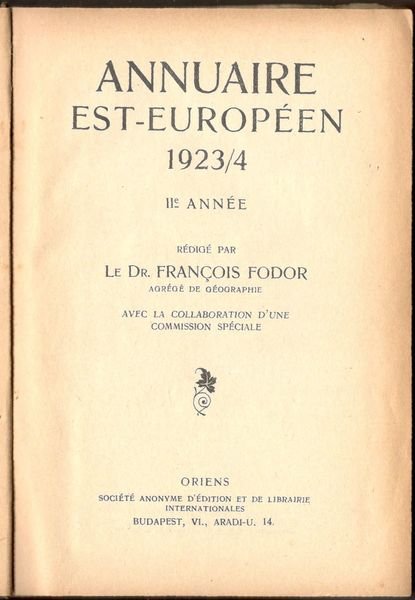 ANNUAIRE
EST-EUROPÉEN
1923/4
IIe ANNÉE
RÉDIGÉ PAR
LE DR. FRANÇOIS FODOR
AGRÉGÉ DE GÉOGRAPHIE
AVEC LA COLLABORATION D'UNE
COMMISSION SPÉCIALE
ORIENS
SOCIÉTÉ ANONYME D'ÉDITION ET DE LIBRAIRIE
INTERNATIONALES
BUDAPEST, VI., ARADI-U. 14.